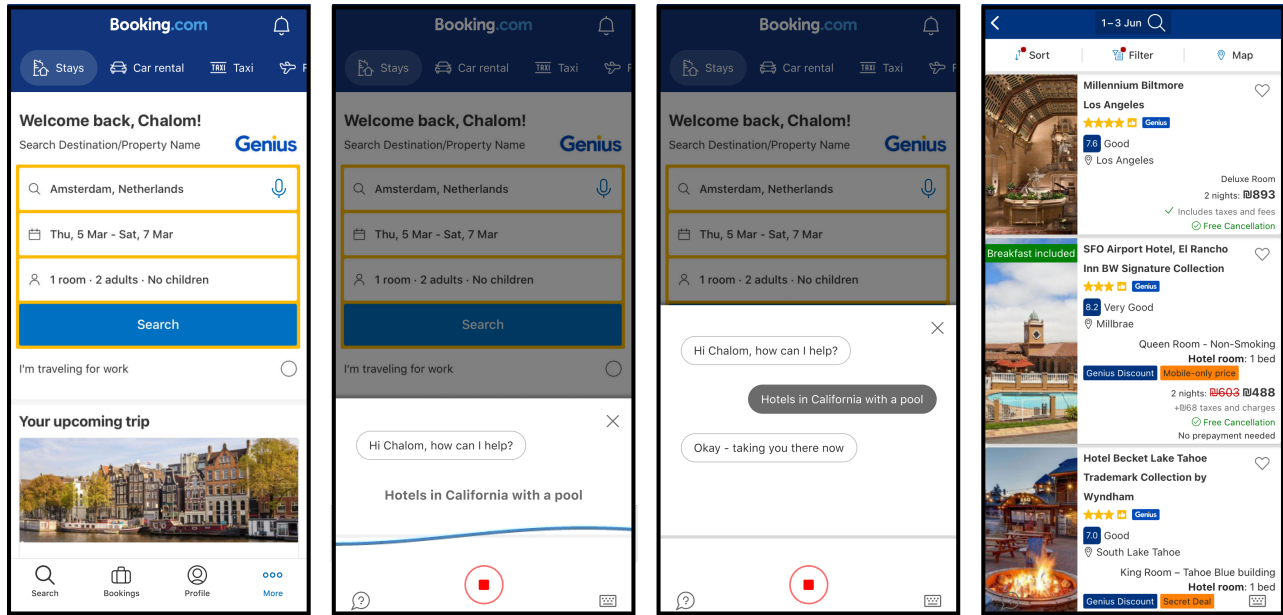 Booking.com
Stays Car rental TAXI Taxi F
Welcome back, Chalom!
Search Destination/Property Name Genius
Amsterdam, Netherlands
Thu, 5 Mar - Sat, 7 Mar
1 room · 2 adults · No children
Search
I'm traveling for work
Your upcoming trip
Search Bookings Profile More
Booking.com
Stays Car rental TAXI Taxi F
Welcome back, Chalom!
Search Destination/Property Name Genius
Amsterdam, Netherlands
Thu, 5 Mar - Sat, 7 Mar
1 room · 2 adults · No children
Search
I'm traveling for work
Hi Chalom, how can I help?
Hotels in California with a pool
?
Booking.com
Stays Car rental TAXI Taxi F
Welcome back, Chalom!
Search Destination/Property Name Genius
Amsterdam, Netherlands
Thu, 5 Mar - Sat, 7 Mar
1 room · 2 adults · No children
Hi Chalom, how can I help?
Hotels in California with a pool
Okay - taking you there now
?
1–3 Jun
Sort Filter Map
Millennium Biltmore
Los Angeles
Genius
7.6 Good
Los Angeles
Deluxe Room
2 nights: ₪893
Includes taxes and fees
Free Cancellation
Breakfast included
SFO Airport Hotel, El Rancho
Inn BW Signature Collection
Genius
8.2 Very Good
Millbrae
Queen Room - Non-Smoking
Hotel room: 1 bed
Genius Discount Mobile-only price
2 nights: ₪603 ₪488
+₪68 taxes and charges
Free Cancellation
No prepayment needed
Hotel Becket Lake Tahoe
Trademark Collection by
Wyndham
Genius
7.0 Good
South Lake Tahoe
King Room – Tahoe Blue building
Hotel room: 1 bed
Genius Discount Secret Deal